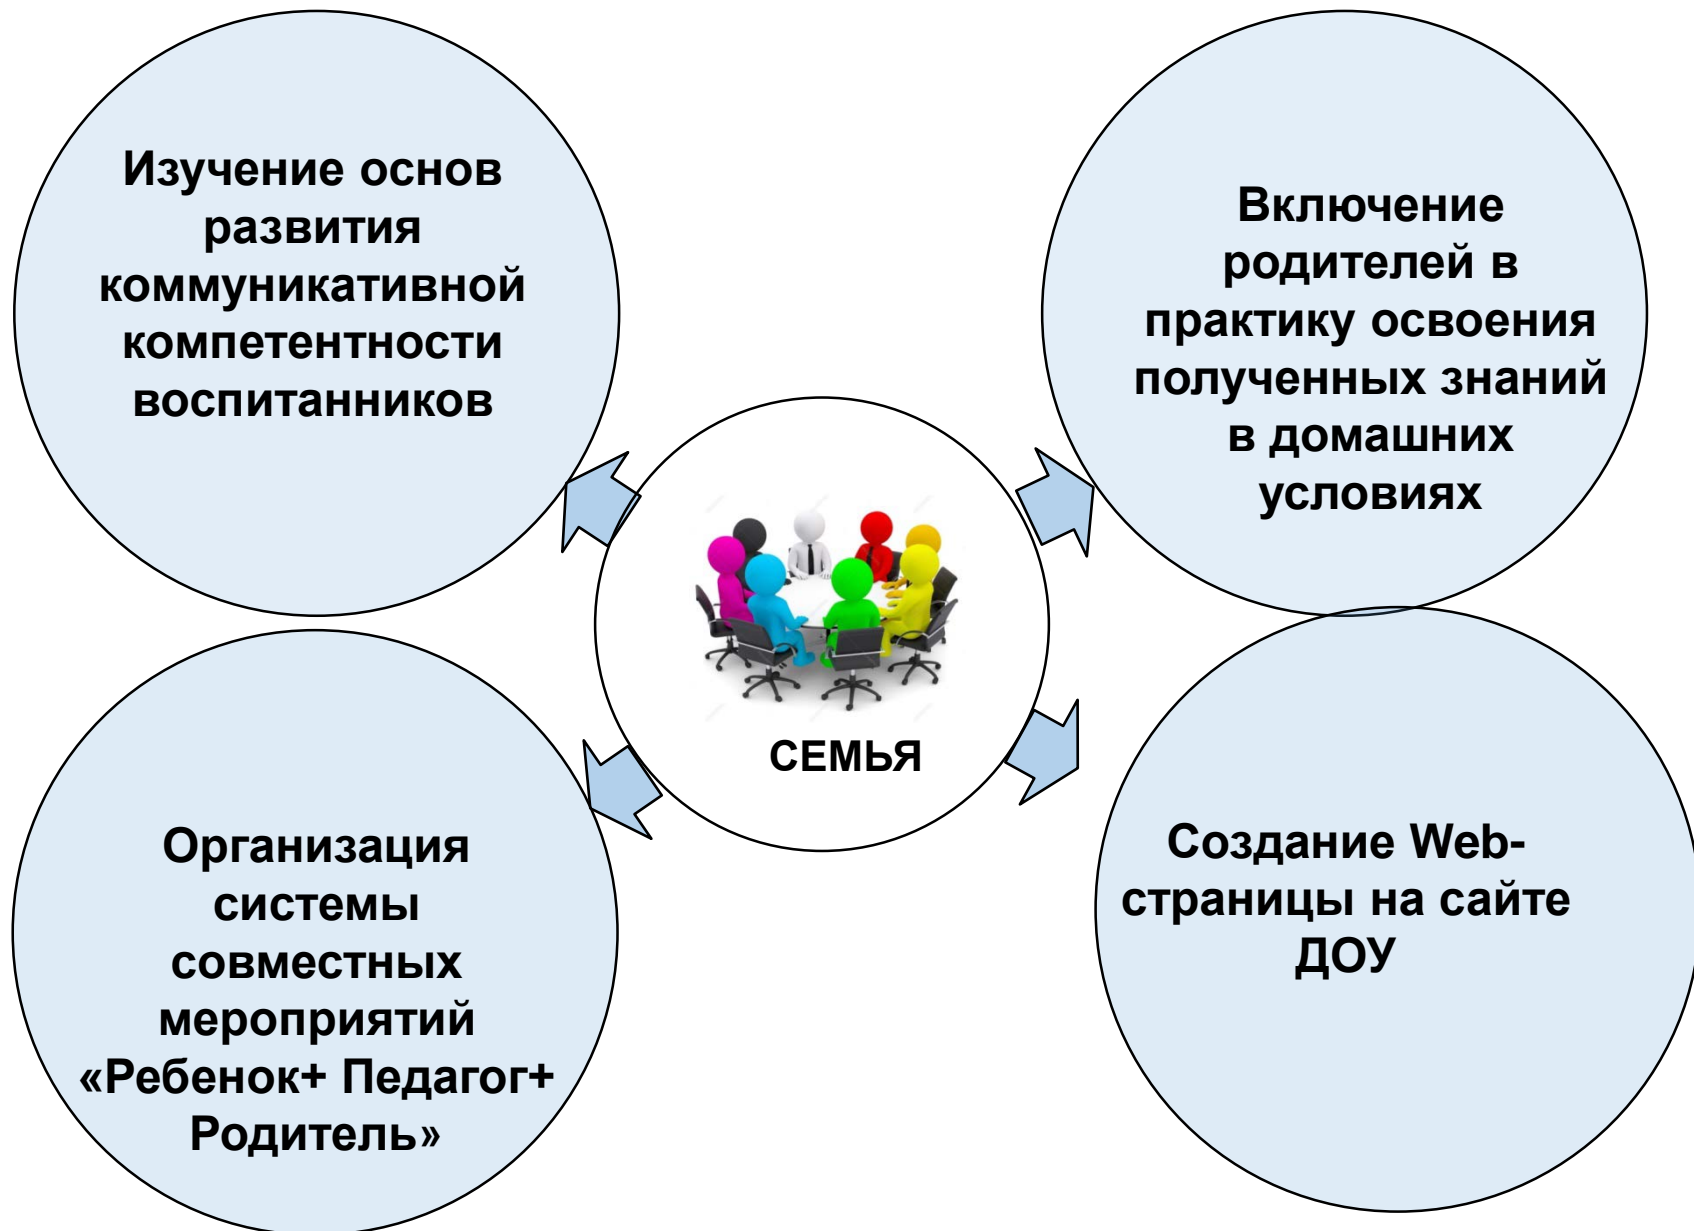 Изучение основ
развития
коммуникативной
компетентности
воспитанников
Включение
родителей в
практику освоения
полученных знаний
в домашних
условиях
СЕМЬЯ
Организация
системы
совместных
мероприятий
«Ребенок+ Педагог+
Родитель»
Создание Web-
страницы на сайте
ДОУ